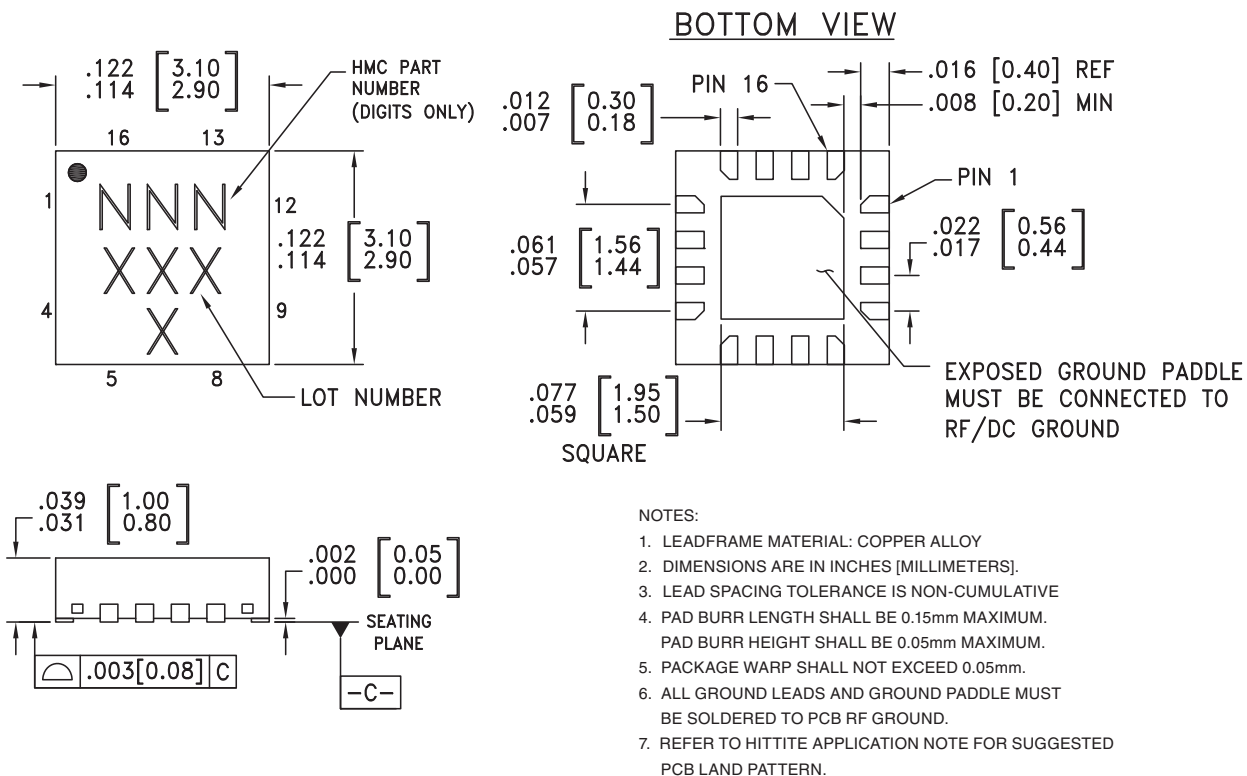 BOTTOM VIEW
.122 [3.10]
.114 [2.90]
HMC PART
NUMBER
(DIGITS ONLY)
16 13
1
12
4
9
5 8
NNN
XXX
X
.122 [3.10]
.114 [2.90]
LOT NUMBER
.012 [0.30]
.007 [0.18]
PIN 16
.016 [0.40] REF
.008 [0.20] MIN
PIN 1
.061 [1.56]
.057 [1.44]
.022 [0.56]
.017 [0.44]
.077 [1.95]
.059 [1.50]
SQUARE
EXPOSED GROUND PADDLE
MUST BE CONNECTED TO
RF/DC GROUND
.039 [1.00]
.031 [0.80]
.002 [0.05]
.000 [0.00]
SEATING
PLANE
.003[0.08] C
-C-
NOTES:
1. LEADFRAME MATERIAL: COPPER ALLOY
2. DIMENSIONS ARE IN INCHES [MILLIMETERS].
3. LEAD SPACING TOLERANCE IS NON-CUMULATIVE
4. PAD BURR LENGTH SHALL BE 0.15mm MAXIMUM.
PAD BURR HEIGHT SHALL BE 0.05mm MAXIMUM.
5. PACKAGE WARP SHALL NOT EXCEED 0.05mm.
6. ALL GROUND LEADS AND GROUND PADDLE MUST
BE SOLDERED TO PCB RF GROUND.
7. REFER TO HITTITE APPLICATION NOTE FOR SUGGESTED
PCB LAND PATTERN.